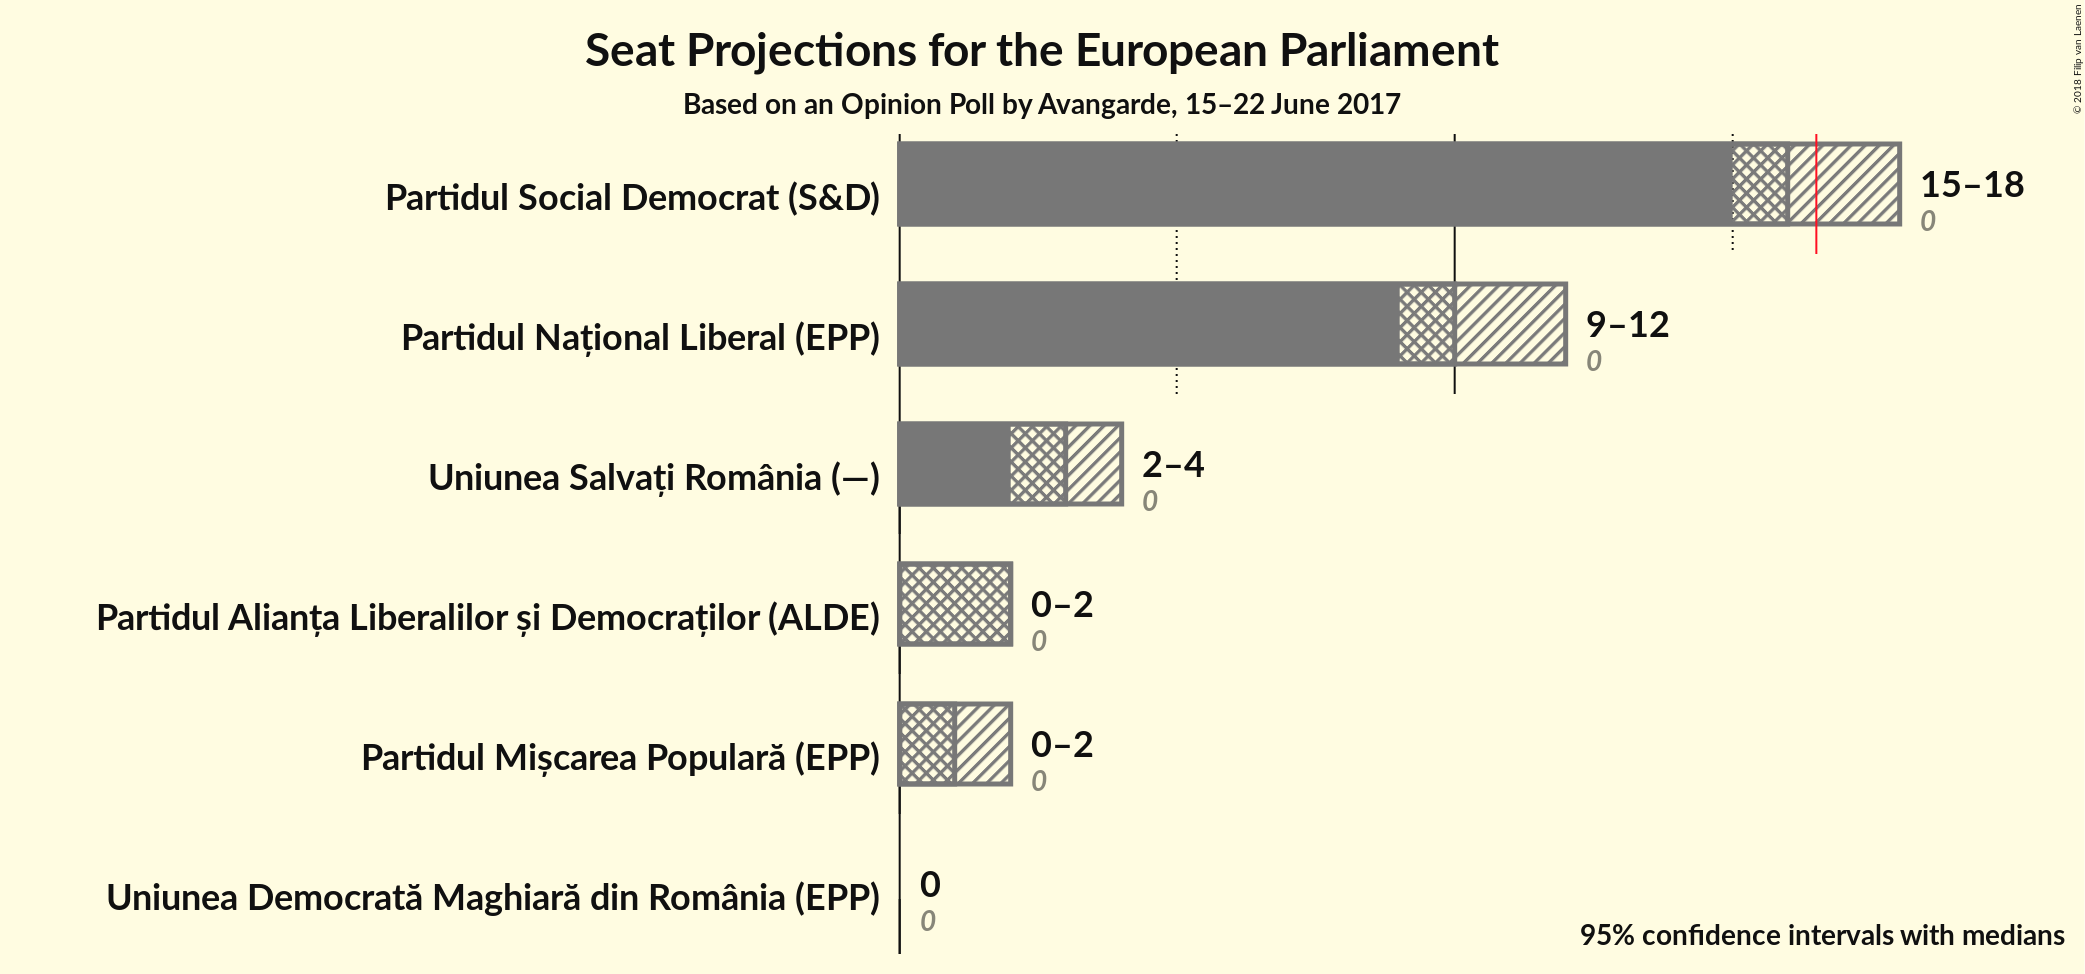 Seat Projections for the European Parliament
Based on an Opinion Poll by Avangarde, 15–22 June 2017
© 2018 Filip van Laenen
Partidul Social Democrat (S&D)
15–18
0
Partidul Național Liberal (EPP)
9–12
0
Uniunea Salvați România (—)
2–4
0
Partidul Alianța Liberalilor și Democraților (ALDE)
0–2
0
Partidul Mișcarea Populară (EPP)
0–2
0
Uniunea Democrată Maghiară din România (EPP)
0
0
95% confidence intervals with medians